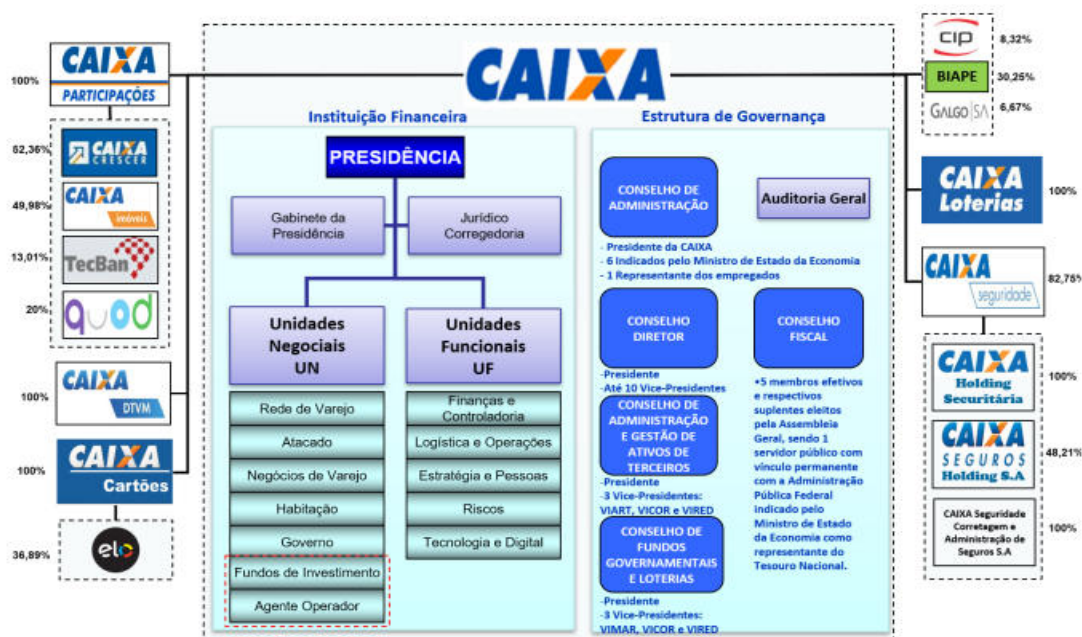 100%
CAIXA
PARTICIPAÇÕES
62,36%
CAIXA
CRESCER
49,98%
CAIXA
imóveis
13,01%
TecBan
20%
quod
100%
CAIXA
DTVM
100%
CAIXA
Cartões
36,89%
elo
CAIXA
Instituição Financeira
PRESIDÊNCIA
Gabinete da
Presidência
Jurídico
Corregedoria
Unidades
Negociais
UN
Unidades
Funcionais
UF
Rede de Varejo
Atacado
Negócios de Varejo
Habitação
Governo
Fundos de Investimento
Agente Operador
Finanças e
Controladoria
Logística e Operações
Estratégia e Pessoas
Riscos
Tecnologia e Digital
Estrutura de Governança
CONSELHO DE
ADMINISTRAÇÃO
Auditoria Geral
- Presidente da CAIXA
- 6 Indicados pelo Ministro de Estado da Economia
- 1 Representante dos empregados
CONSELHO
DIRETOR
-Presidente
-Até 10 Vice-Presidentes
CONSELHO DE
ADMINISTRAÇÃO
E GESTÃO DE
ATIVOS DE
TERCEIROS
-Presidente
-3 Vice-Presidentes:
VIART, VICOR e VIRED
CONSELHO DE
FUNDOS
GOVERNAMENTAIS
E LOTERIAS
-Presidente
-3 Vice-Presidentes:
VIMAR, VICOR e VIRED
CONSELHO
FISCAL
•5 membros efetivos
e respectivos
suplentes eleitos
pela Assembleia
Geral, sendo 1
servidor público com
vínculo permanente
com a Administração
Pública Federal
indicado pelo
Ministro de Estado
da Economia como
representante do
Tesouro Nacional.
CIP
8,32%
BIAPE
30,25%
GALGO|SA
6,67%
CAIXA
Loterias
100%
CAIXA
seguridade
82,75%
CAIXA
Holding
Securitária
100%
CAIXA
SEGUROS
Holding S.A
48,21%
CAIXA Seguridade
Corretagem e
Administração de
Seguros S.A
100%